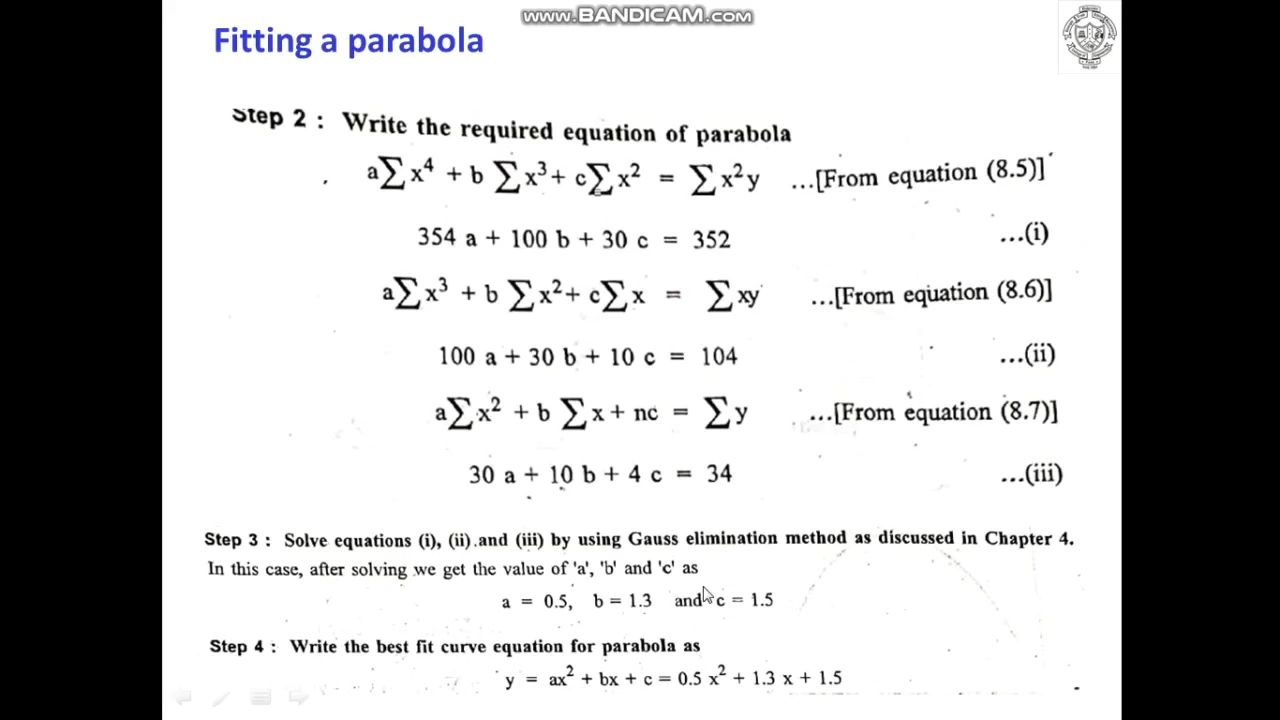 www.BANDICAM.com
Fitting a parabola
Step 2 : Write the required equation of parabola
a∑x⁴ + b ∑x³ + c∑x² = ∑x²y ...[From equation (8.5)]
354 a + 100 b + 30 c = 352 ...(i)
a∑x³ + b ∑x² + c∑x = ∑xy ...[From equation (8.6)]
100 a + 30 b + 10 c = 104 ...(ii)
a∑x² + b ∑x + nc = ∑y ...[From equation (8.7)]
30 a + 10 b + 4 c = 34 ...(iii)
Step 3 : Solve equations (i), (ii) and (iii) by using Gauss elimination method as discussed in Chapter 4.
In this case, after solving we get the value of 'a', 'b' and 'c' as
a = 0.5, b = 1.3 and c = 1.5
Step 4 : Write the best fit curve equation for parabola as
y = ax² + bx + c = 0.5 x² + 1.3 x + 1.5